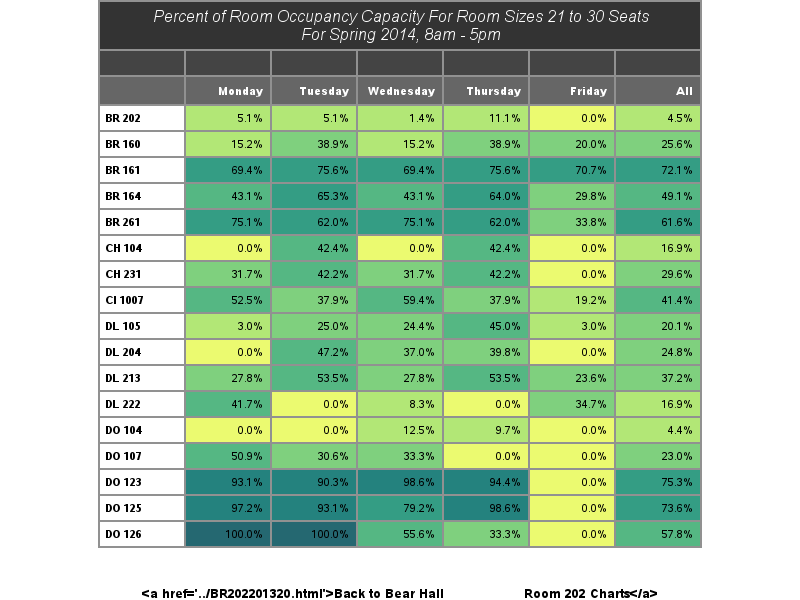 Percent of Room Occupancy Capacity For Room Sizes 21 to 30 Seats
For Spring 2014, 8am - 5pm
Monday Tuesday Wednesday Thursday Friday All
BR 202 5.1% 5.1% 1.4% 11.1% 0.0% 4.5%
BR 160 15.2% 38.9% 15.2% 38.9% 20.0% 25.6%
BR 161 69.4% 75.6% 69.4% 75.6% 70.7% 72.1%
BR 164 43.1% 65.3% 43.1% 64.0% 29.8% 49.1%
BR 261 75.1% 62.0% 75.1% 62.0% 33.8% 61.6%
CH 104 0.0% 42.4% 0.0% 42.4% 0.0% 16.9%
CH 231 31.7% 42.2% 31.7% 42.2% 0.0% 29.6%
CI 1007 52.5% 37.9% 59.4% 37.9% 19.2% 41.4%
DL 105 3.0% 25.0% 24.4% 45.0% 3.0% 20.1%
DL 204 0.0% 47.2% 37.0% 39.8% 0.0% 24.8%
DL 213 27.8% 53.5% 27.8% 53.5% 23.6% 37.2%
DL 222 41.7% 0.0% 8.3% 0.0% 34.7% 16.9%
DO 104 0.0% 0.0% 12.5% 9.7% 0.0% 4.4%
DO 107 50.9% 30.6% 33.3% 0.0% 0.0% 23.0%
DO 123 93.1% 90.3% 98.6% 94.4% 0.0% 75.3%
DO 125 97.2% 93.1% 79.2% 98.6% 0.0% 73.6%
DO 126 100.0% 100.0% 55.6% 33.3% 0.0% 57.8%
<a href='../BR202201320.html'>Back to Bear Hall Room 202 Charts</a>